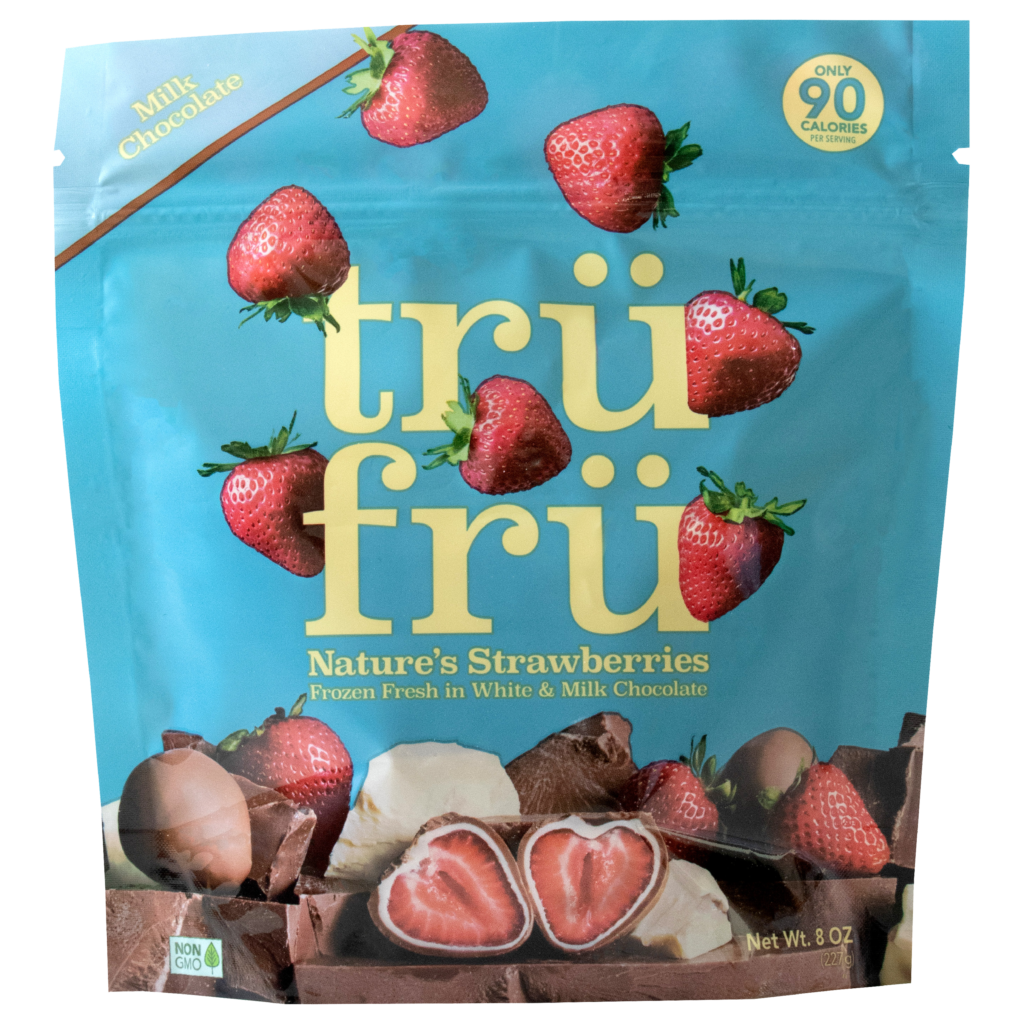 Milk
Chocolate
ONLY
90
CALORIES
PER SERVING
trü
frü
Nature's Strawberries
Frozen Fresh in White & Milk Chocolate
NON
GMO
Net Wt. 8 OZ
(227g)